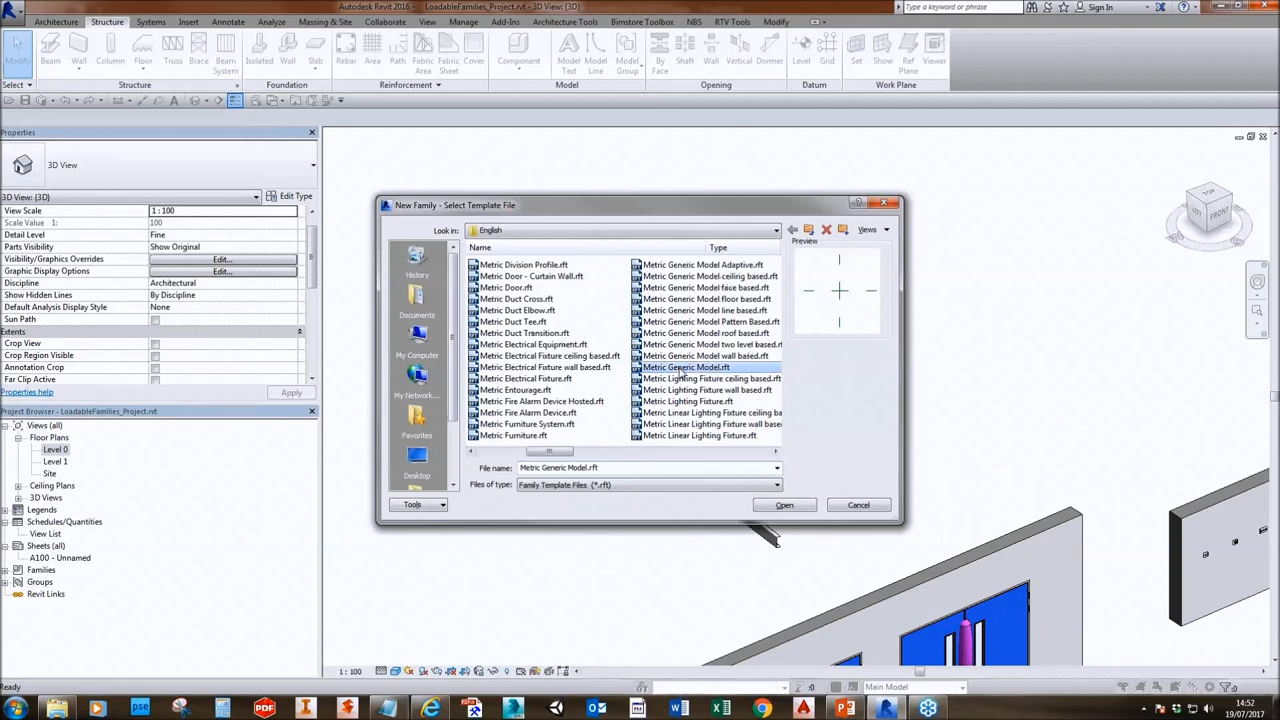 Autodesk Revit 2016 - LoadableFamilies_Project.rvt - 3D View: {3D}
Type a keyword or phrase
Sign In
Architecture Structure Systems Insert Annotate Analyze Massing & Site Collaborate View Manage Add-Ins Architecture Tools Bimstore Toolbox NBS RTV Tools Modify
Modify Beam Wall Column Floor Truss Brace Beam System Isolated Wall Slab Rebar Area Path Fabric Area Fabric Sheet Cover Component Model Text Model Line Model Group By Face Shaft Wall Vertical Dormer Level Grid Set Show Ref Plane Viewer
Select Structure Foundation Reinforcement Model Opening Datum Work Plane
Properties
3D View
3D View: {3D}
Edit Type
View Scale 1 : 100
Scale Value 1: 100
Detail Level Fine
Parts Visibility Show Original
Visibility/Graphics Overrides Edit...
Graphic Display Options Edit...
Discipline Architectural
Show Hidden Lines By Discipline
Default Analysis Display Style None
Sun Path
Extents
Crop View
Crop Region Visible
Annotation Crop
Far Clip Active
Properties help
Apply
Project Browser - LoadableFamilies_Project.rvt
Views (all)
Floor Plans
Level 0
Level 1
Site
Ceiling Plans
3D Views
Legends
Schedules/Quantities
View List
Sheets (all)
A100 - Unnamed
Families
Groups
Revit Links
New Family - Select Template File
Look in: English
Views
Preview
History
Documents
My Computer
My Network...
Favorites
Desktop
Name Type
Metric Division Profile.rft
Metric Door - Curtain Wall.rft
Metric Door.rft
Metric Duct Cross.rft
Metric Duct Elbow.rft
Metric Duct Tee.rft
Metric Duct Transition.rft
Metric Electrical Equipment.rft
Metric Electrical Fixture ceiling based.rft
Metric Electrical Fixture wall based.rft
Metric Electrical Fixture.rft
Metric Entourage.rft
Metric Fire Alarm Device Hosted.rft
Metric Fire Alarm Device.rft
Metric Furniture System.rft
Metric Furniture.rft
Metric Generic Model Adaptive.rft
Metric Generic Model ceiling based.rft
Metric Generic Model face based.rft
Metric Generic Model floor based.rft
Metric Generic Model line based.rft
Metric Generic Model Pattern Based.rft
Metric Generic Model roof based.rft
Metric Generic Model two level based.rft
Metric Generic Model wall based.rft
Metric Generic Model.rft
Metric Lighting Fixture ceiling based.rft
Metric Lighting Fixture wall based.rft
Metric Lighting Fixture.rft
Metric Linear Lighting Fixture ceiling ba
Metric Linear Lighting Fixture wall base
Metric Linear Lighting Fixture.rft
File name: Metric Generic Model.rft
Files of type: Family Template Files (*.rft)
Tools
Open
Cancel
TOP
LEFT
FRONT
1 : 100
Ready
:0
Main Model
:0
pse
PDF
14:52
19/07/2017